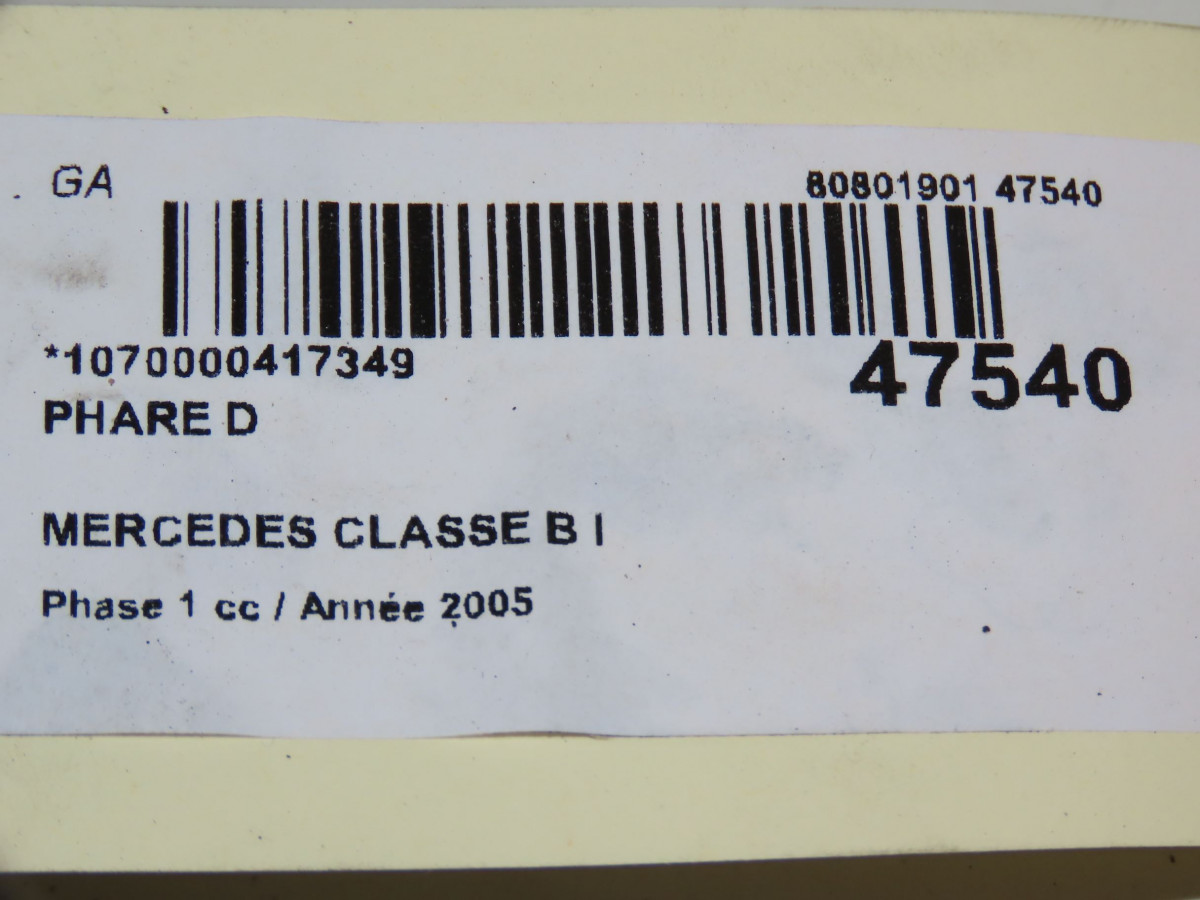 GA
80801901 47540
*1070000417349
47540
PHARE D
MERCEDES CLASSE B I
Phase 1 cc / Année 2005